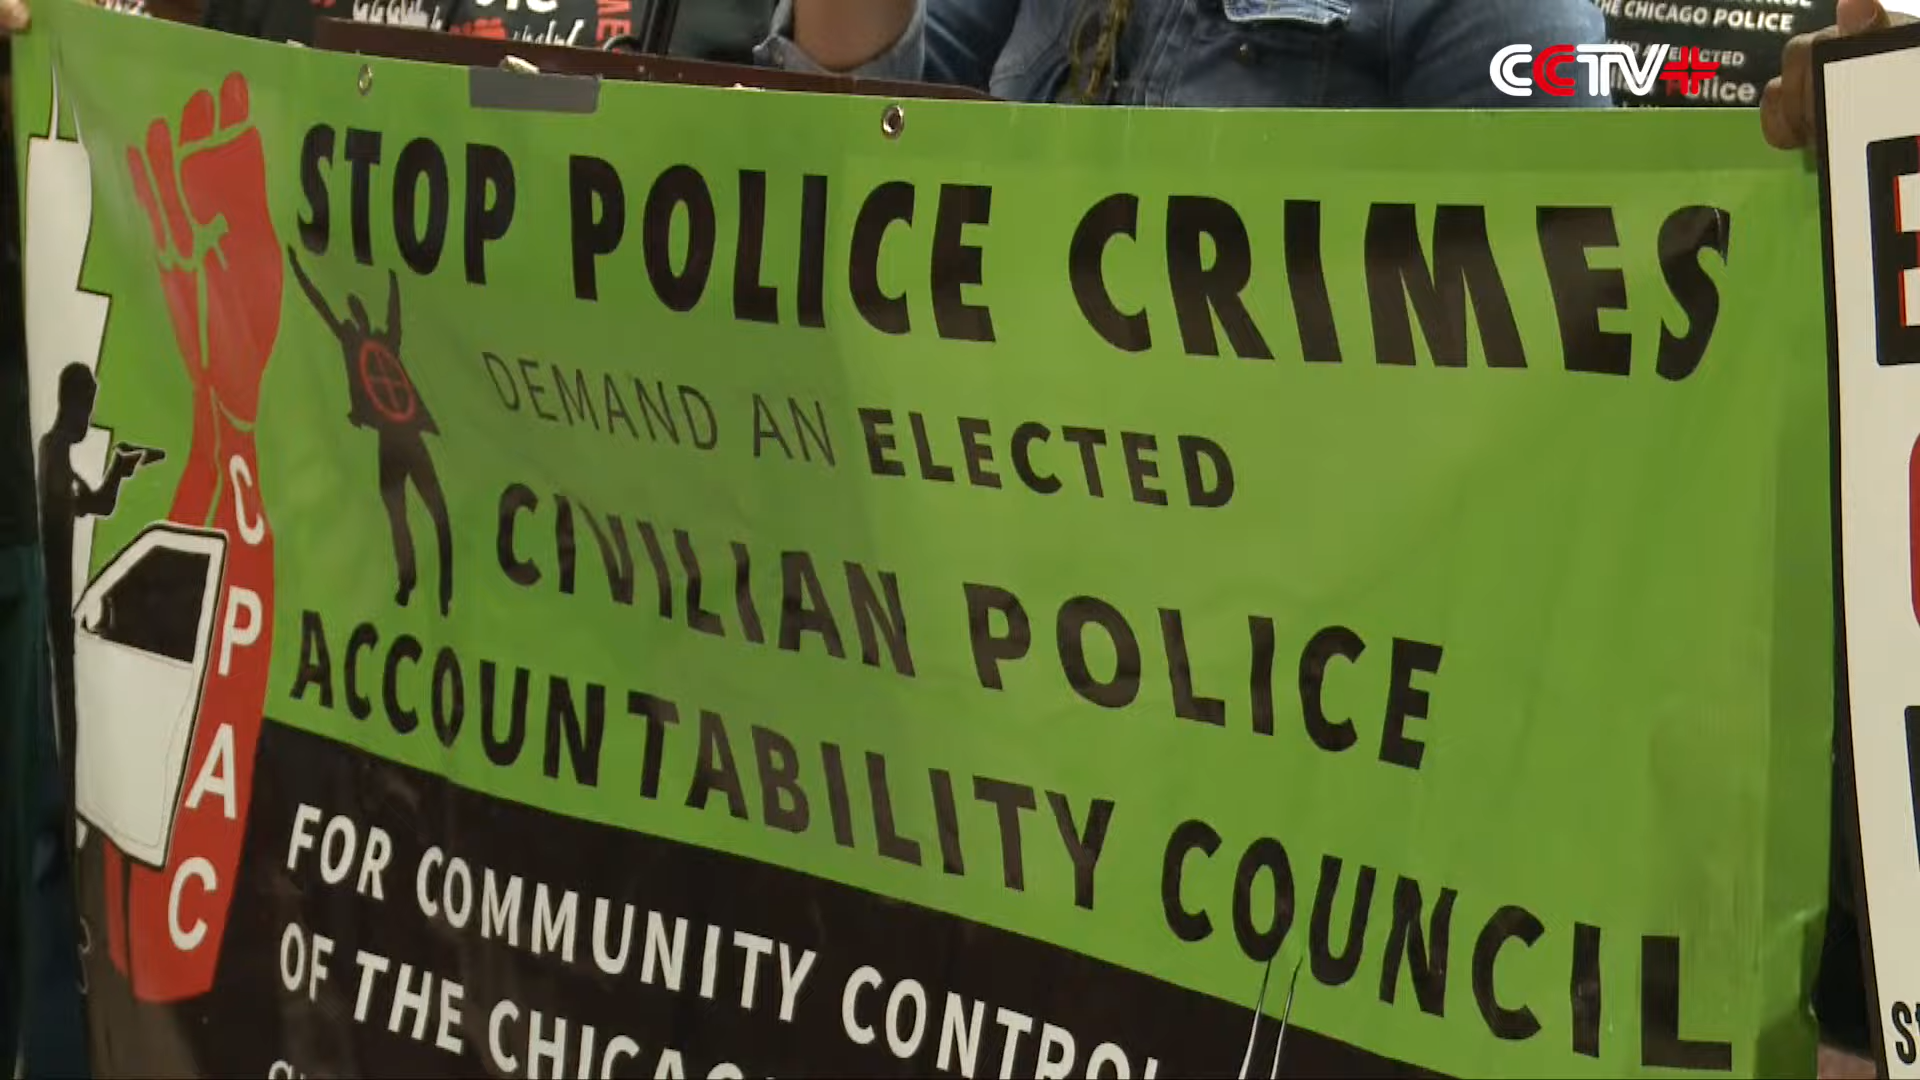 THE CHICAGO POLICE
CCTV+
STOP POLICE CRIMES
DEMAND AN ELECTED
CIVILIAN POLICE
ACCOUNTABILITY COUNCIL
FOR COMMUNITY CONTROL
OF THE CHICAGO
CPAC